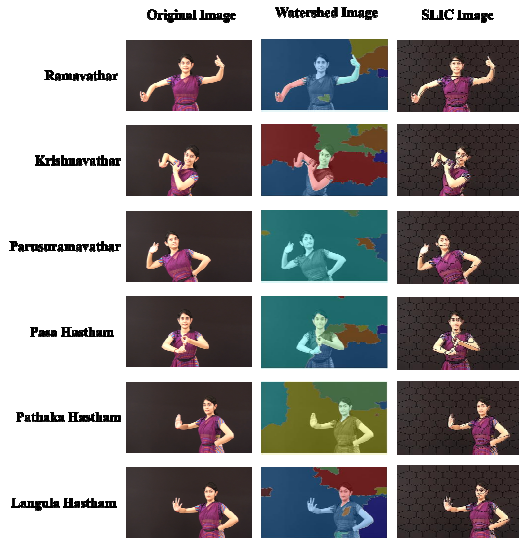 Original Image Watershed Image SLIC Image
Ramavathar
Krishnavathar
Parusuramavathar
Pasa Hastham
Pathaka Hastham
Langula Hastham